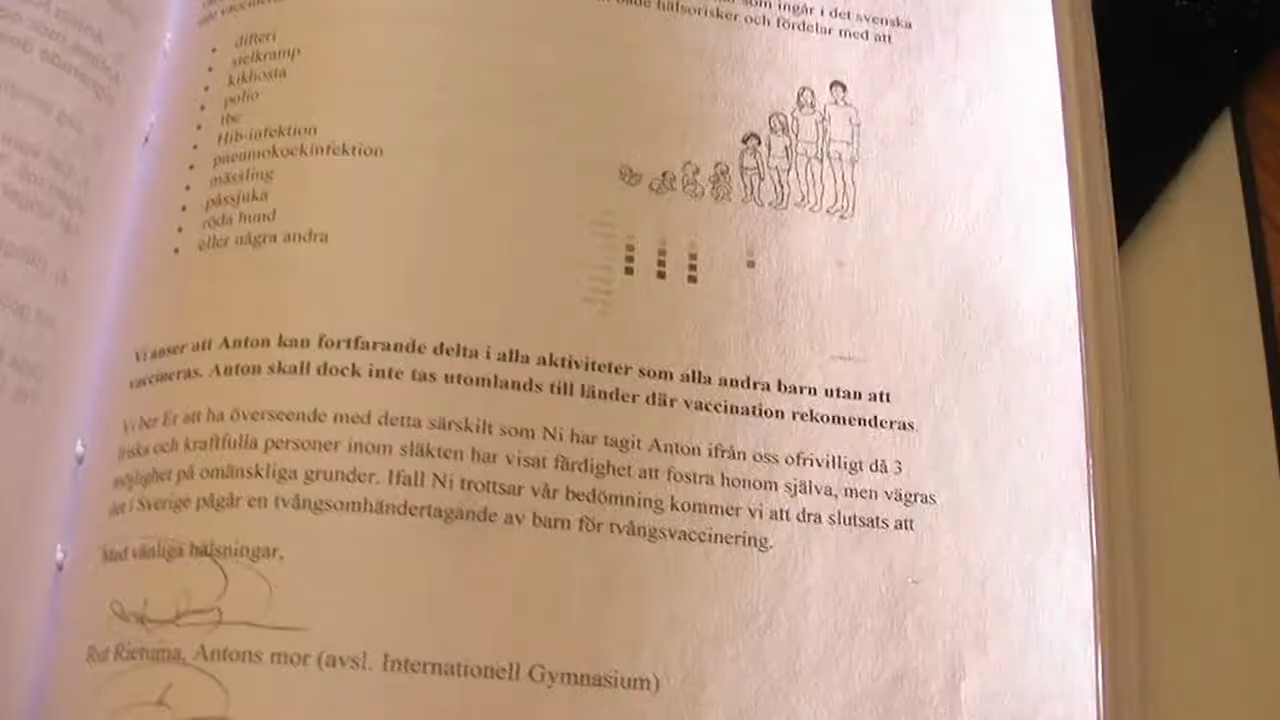 som ingår i det svenska
både hälsorisker och fördelar med att
difteri
stelkramp
kikhosta
polio
tbc
Hib-infektion
pneumokockinfektion
mässling
påssjuka
röda hund
eller några andra
Vi anser att Anton kan fortfarande delta i alla aktiviteter som alla andra barn utan att
vaccineras. Anton skall dock inte tas utomlands till länder där vaccination rekomenderas.
Vi ber Er att ha överseende med detta särskilt som Ni har tagit Anton ifrån oss ofrivilligt då 3
friska och kraftfulla personer inom släkten har visat färdighet att fostra honom själva, men vägras
möjlighet på omänskliga grunder. Ifall Ni trottsar vår bedömning kommer vi att dra slutsats att
det i Sverige pågår en tvångsomhändertagande av barn för tvångsvaccinering.
Med vänliga hälsningar,
Rut Rietuma, Antons mor (avsl. Internationell Gymnasium)